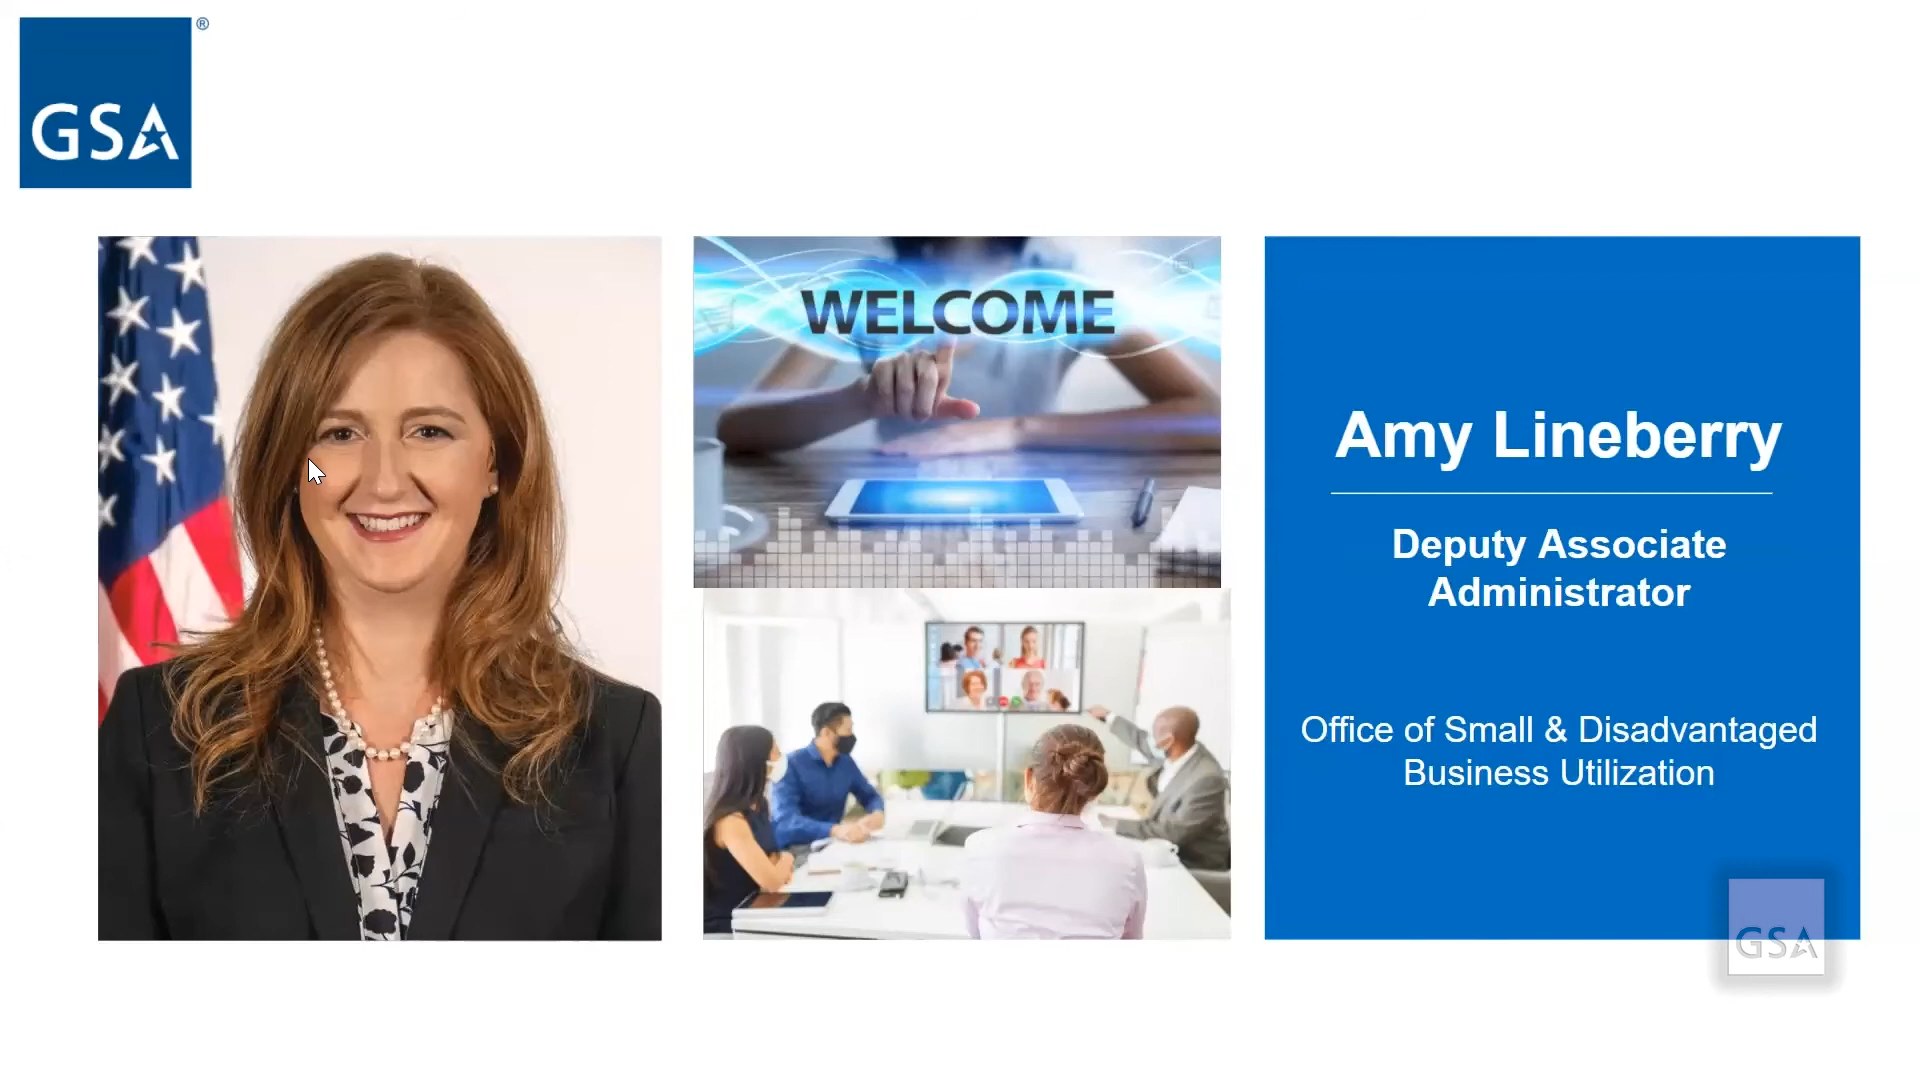 GSA®
WELCOME
Amy Lineberry
Deputy Associate
Administrator
Office of Small & Disadvantaged
Business Utilization
GSA